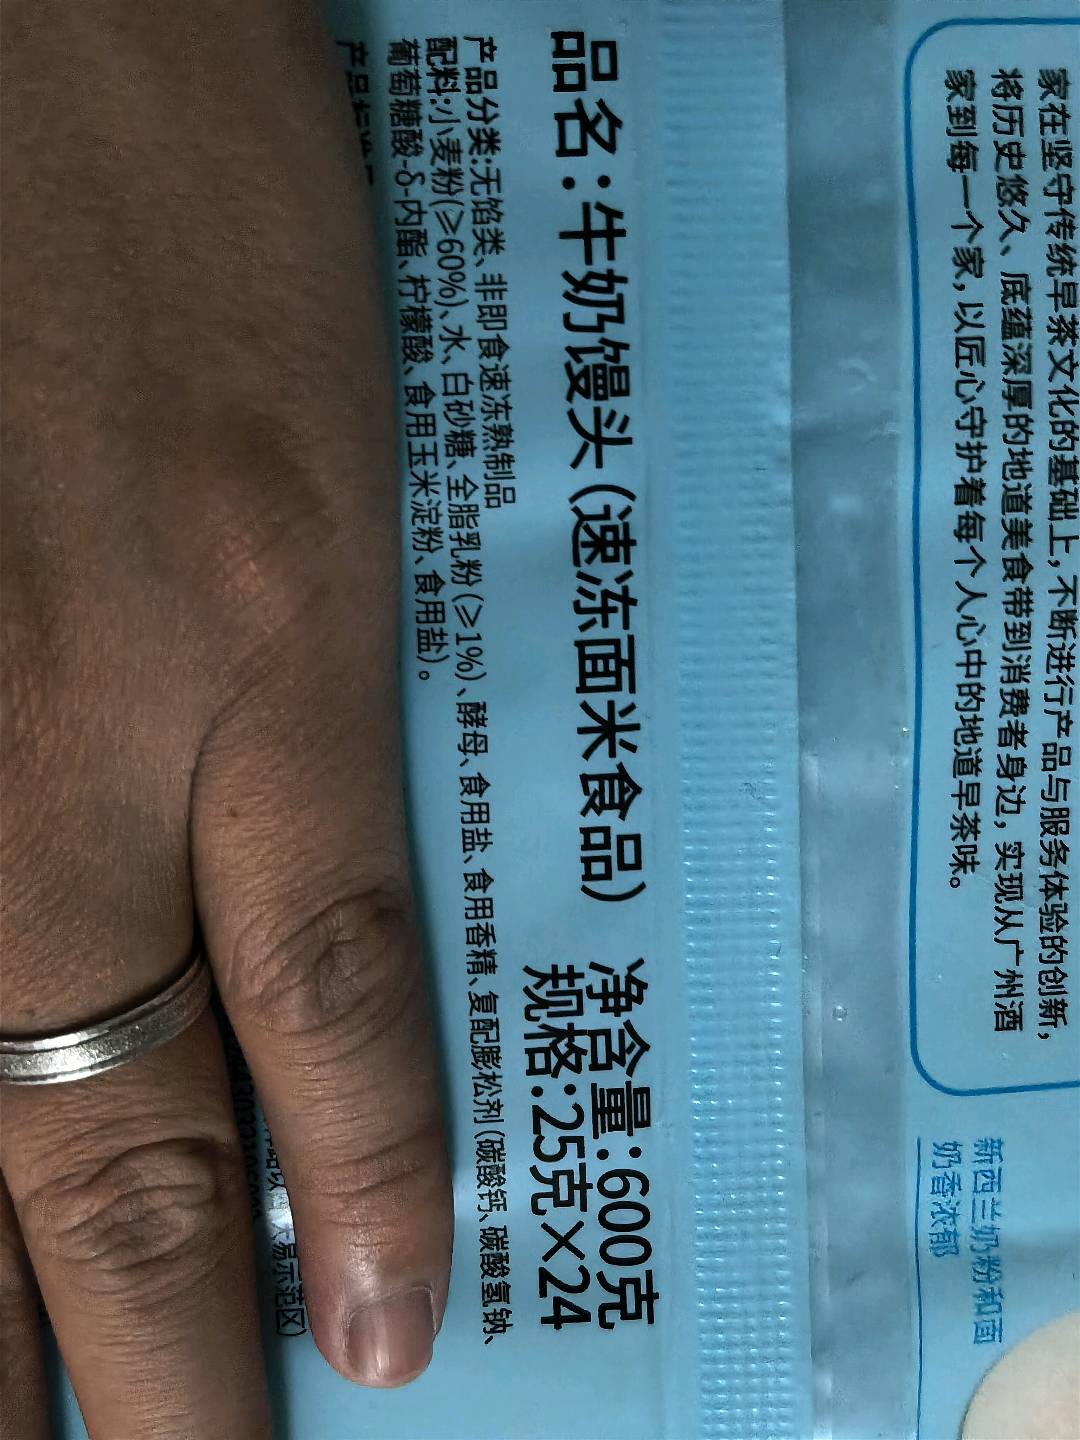 家在坚守传统早茶文化的基础上，不断进行产品与服务体验的创新，
将历史悠久、底蕴深厚的地道美食带到消费者身边，实现从广州酒
家到每一个家，以匠心守护着每个人心中的地道早茶味。
新西兰奶粉和面
奶香浓郁
品名：牛奶馒头（速冻面米食品）
净含量:600克
规格:25克×24
产品分类:无馅类、非即食速冻熟制品
配料:小麦粉(≥60%)、水、白砂糖、全脂乳粉(≥1%)、酵母、食用盐、食用香精、复配膨松剂(碳酸钙、碳酸氢钠、
葡萄糖酸-δ-内酯、柠檬酸、食用玉米淀粉、食用盐)。
产品标准
易示范区)